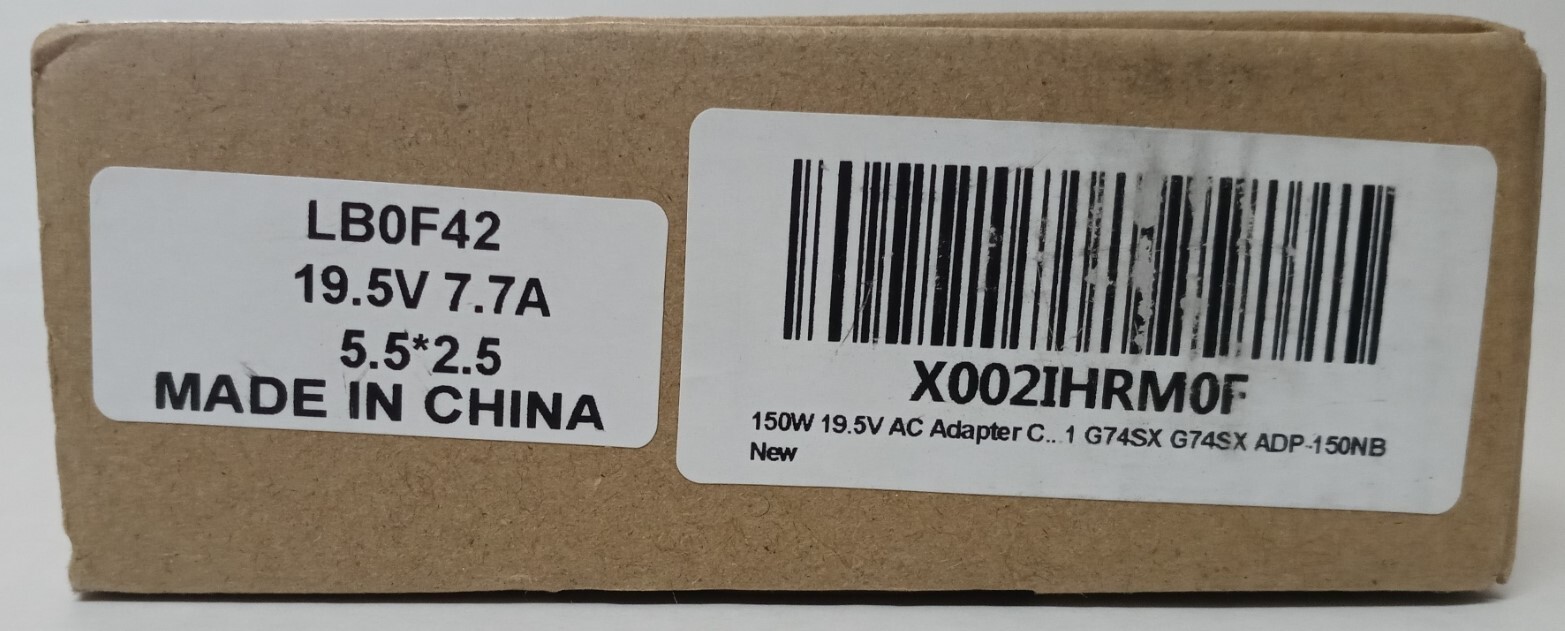 LB0F42
19.5V 7.7A
5.5*2.5
MADE IN CHINA
X002IHRM0F
150W 19.5V AC Adapter C... 1 G74SX G74SX ADP-150NB
New